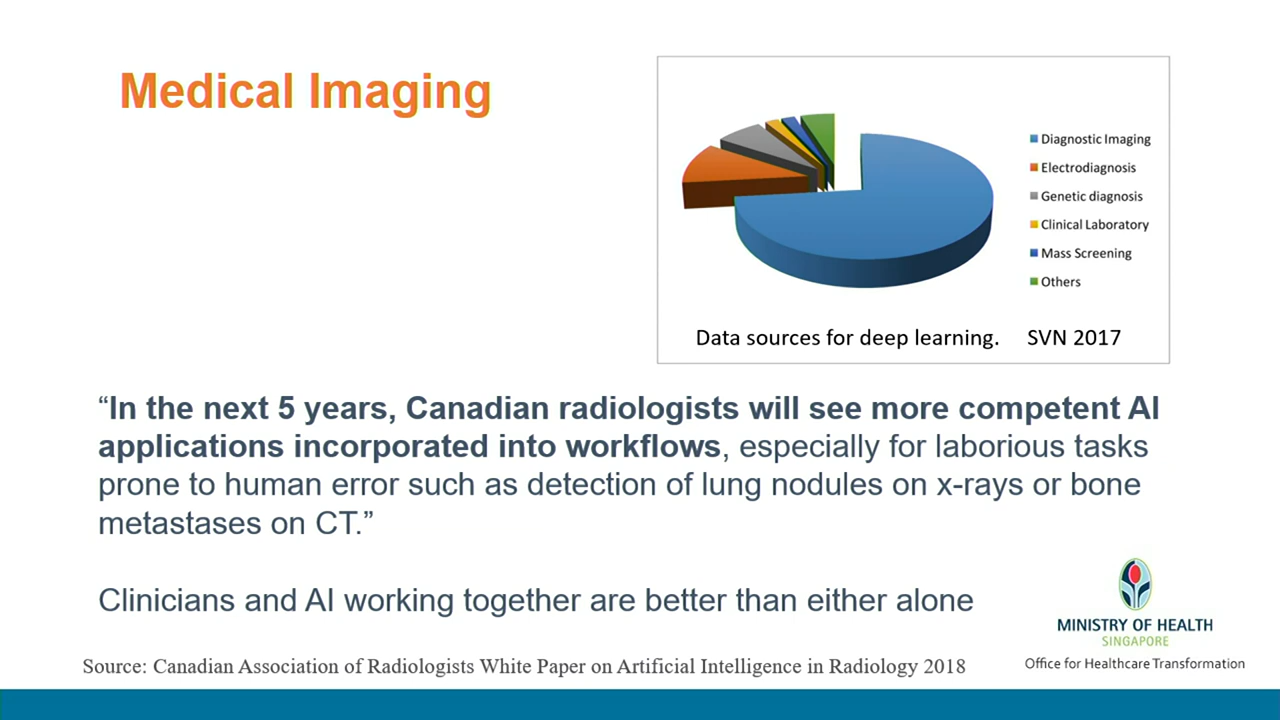 Medical Imaging
Diagnostic Imaging
Electrodiagnosis
Genetic diagnosis
Clinical Laboratory
Mass Screening
Others
Data sources for deep learning. SVN 2017
“In the next 5 years, Canadian radiologists will see more competent AI
applications incorporated into workflows, especially for laborious tasks
prone to human error such as detection of lung nodules on x-rays or bone
metastases on CT.”
Clinicians and AI working together are better than either alone
MINISTRY OF HEALTH
SINGAPORE
Office for Healthcare Transformation
Source: Canadian Association of Radiologists White Paper on Artificial Intelligence in Radiology 2018